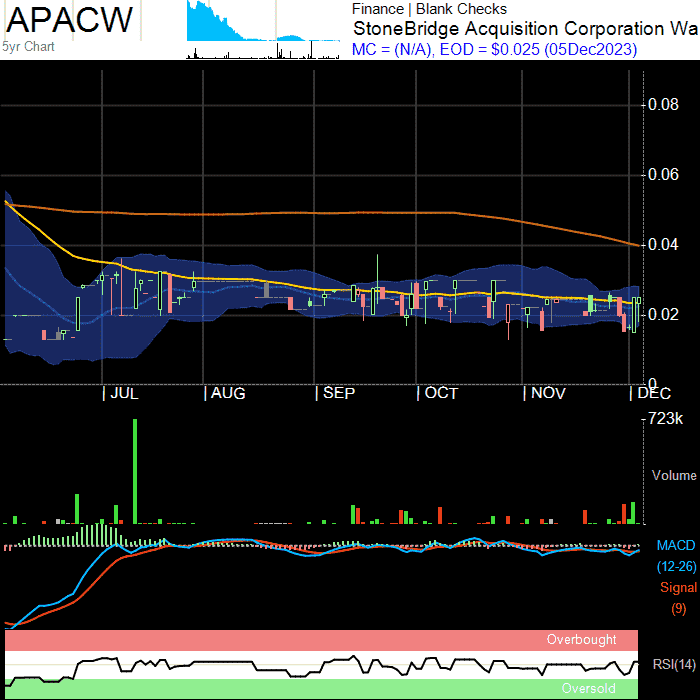 APACW
5yr Chart
Finance | Blank Checks
StoneBridge Acquisition Corporation Wa
MC = (N/A), EOD = $0.025 (05Dec2023)
0.08
0.06
0.04
0.02
0
| JUL | AUG | SEP | OCT | NOV | DEC
723k
Volume
MACD
(12-26)
Signal
(9)
Overbought
RSI(14)
Oversold